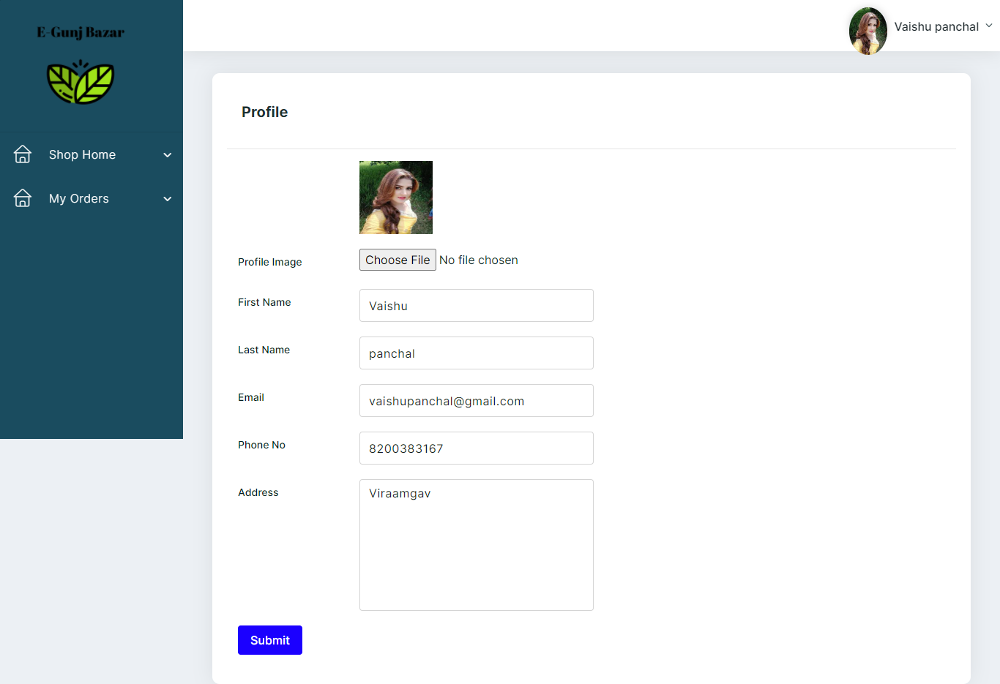 E-Gunj Bazar
Vaishu panchal
Shop Home
My Orders
Profile
Profile Image
Choose File No file chosen
First Name
Vaishu
Last Name
panchal
Email
vaishupanchal@gmail.com
Phone No
8200383167
Address
Viraamgav
Submit